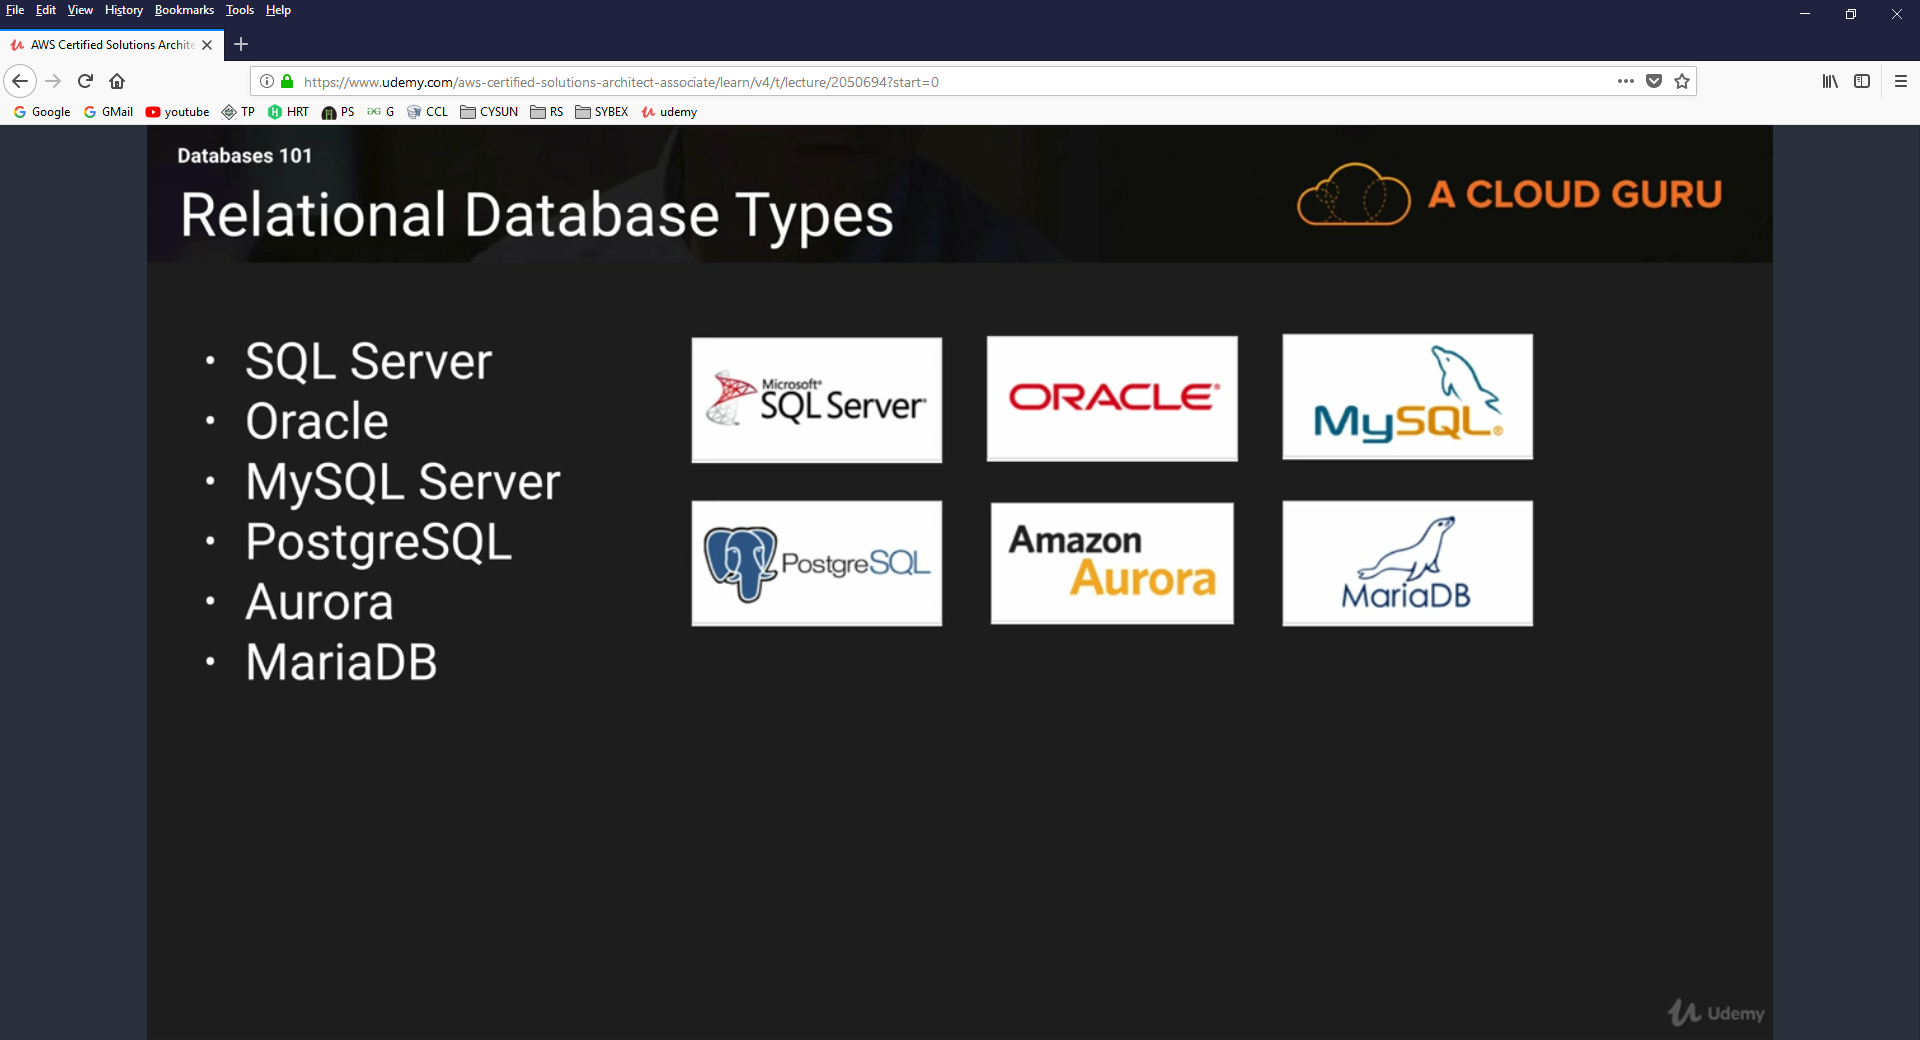 File Edit View History Bookmarks Tools Help
AWS Certified Solutions Archite
https://www.udemy.com/aws-certified-solutions-architect-associate/learn/v4/t/lecture/2050694?start=0
Google GMail youtube TP HRT PS G CCL CYSUN RS SYBEX udemy
Databases 101
Relational Database Types
A CLOUD GURU
• SQL Server
• Oracle
• MySQL Server
• PostgreSQL
• Aurora
• MariaDB
Microsoft®
SQL Server®
ORACLE®
MySQL®
PostgreSQL
Amazon
Aurora
MariaDB
Udemy